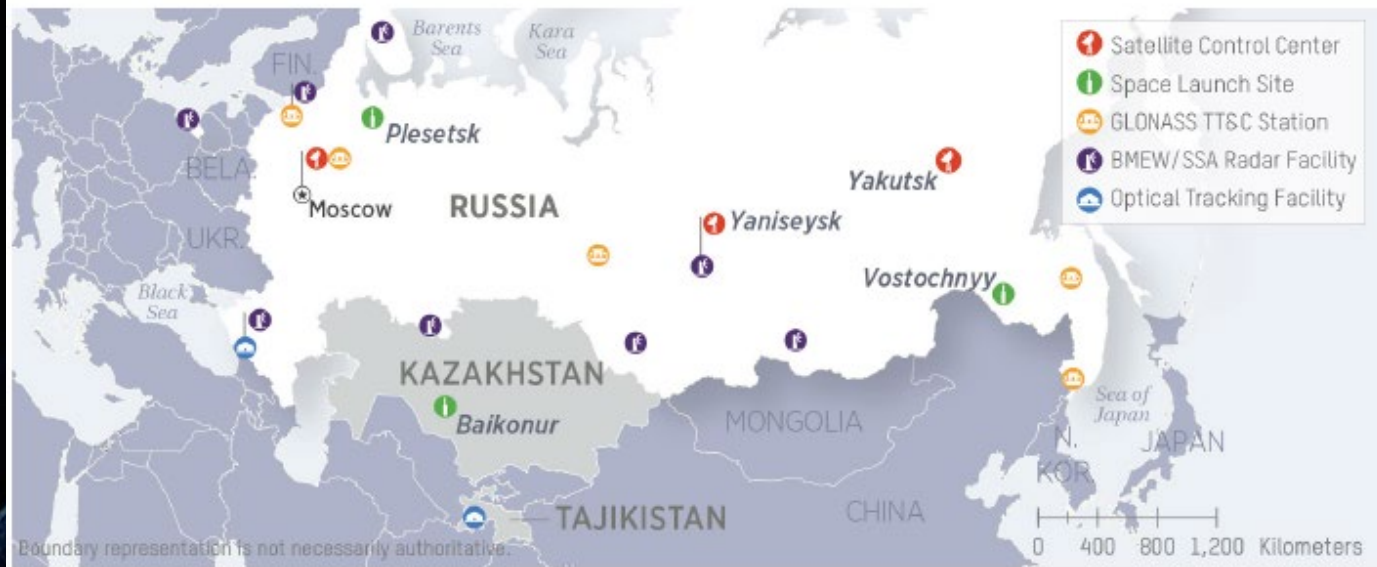 Barents
Sea
Kara
Sea
FIN.
Plesetsk
BELA.
Moscow
RUSSIA
UKR.
Black
Sea
Yakutsk
Yaniseysk
Vostochnyy
KAZAKHSTAN
Baikonur
MONGOLIA
Sea of
Japan
N.
KOR.
JAPAN
CHINA
TAJIKISTAN
Satellite Control Center
Space Launch Site
GLONASS TT&C Station
BMEW/SSA Radar Facility
Optical Tracking Facility
0 400 800 1,200 Kilometers
Boundary representation is not necessarily authoritative.